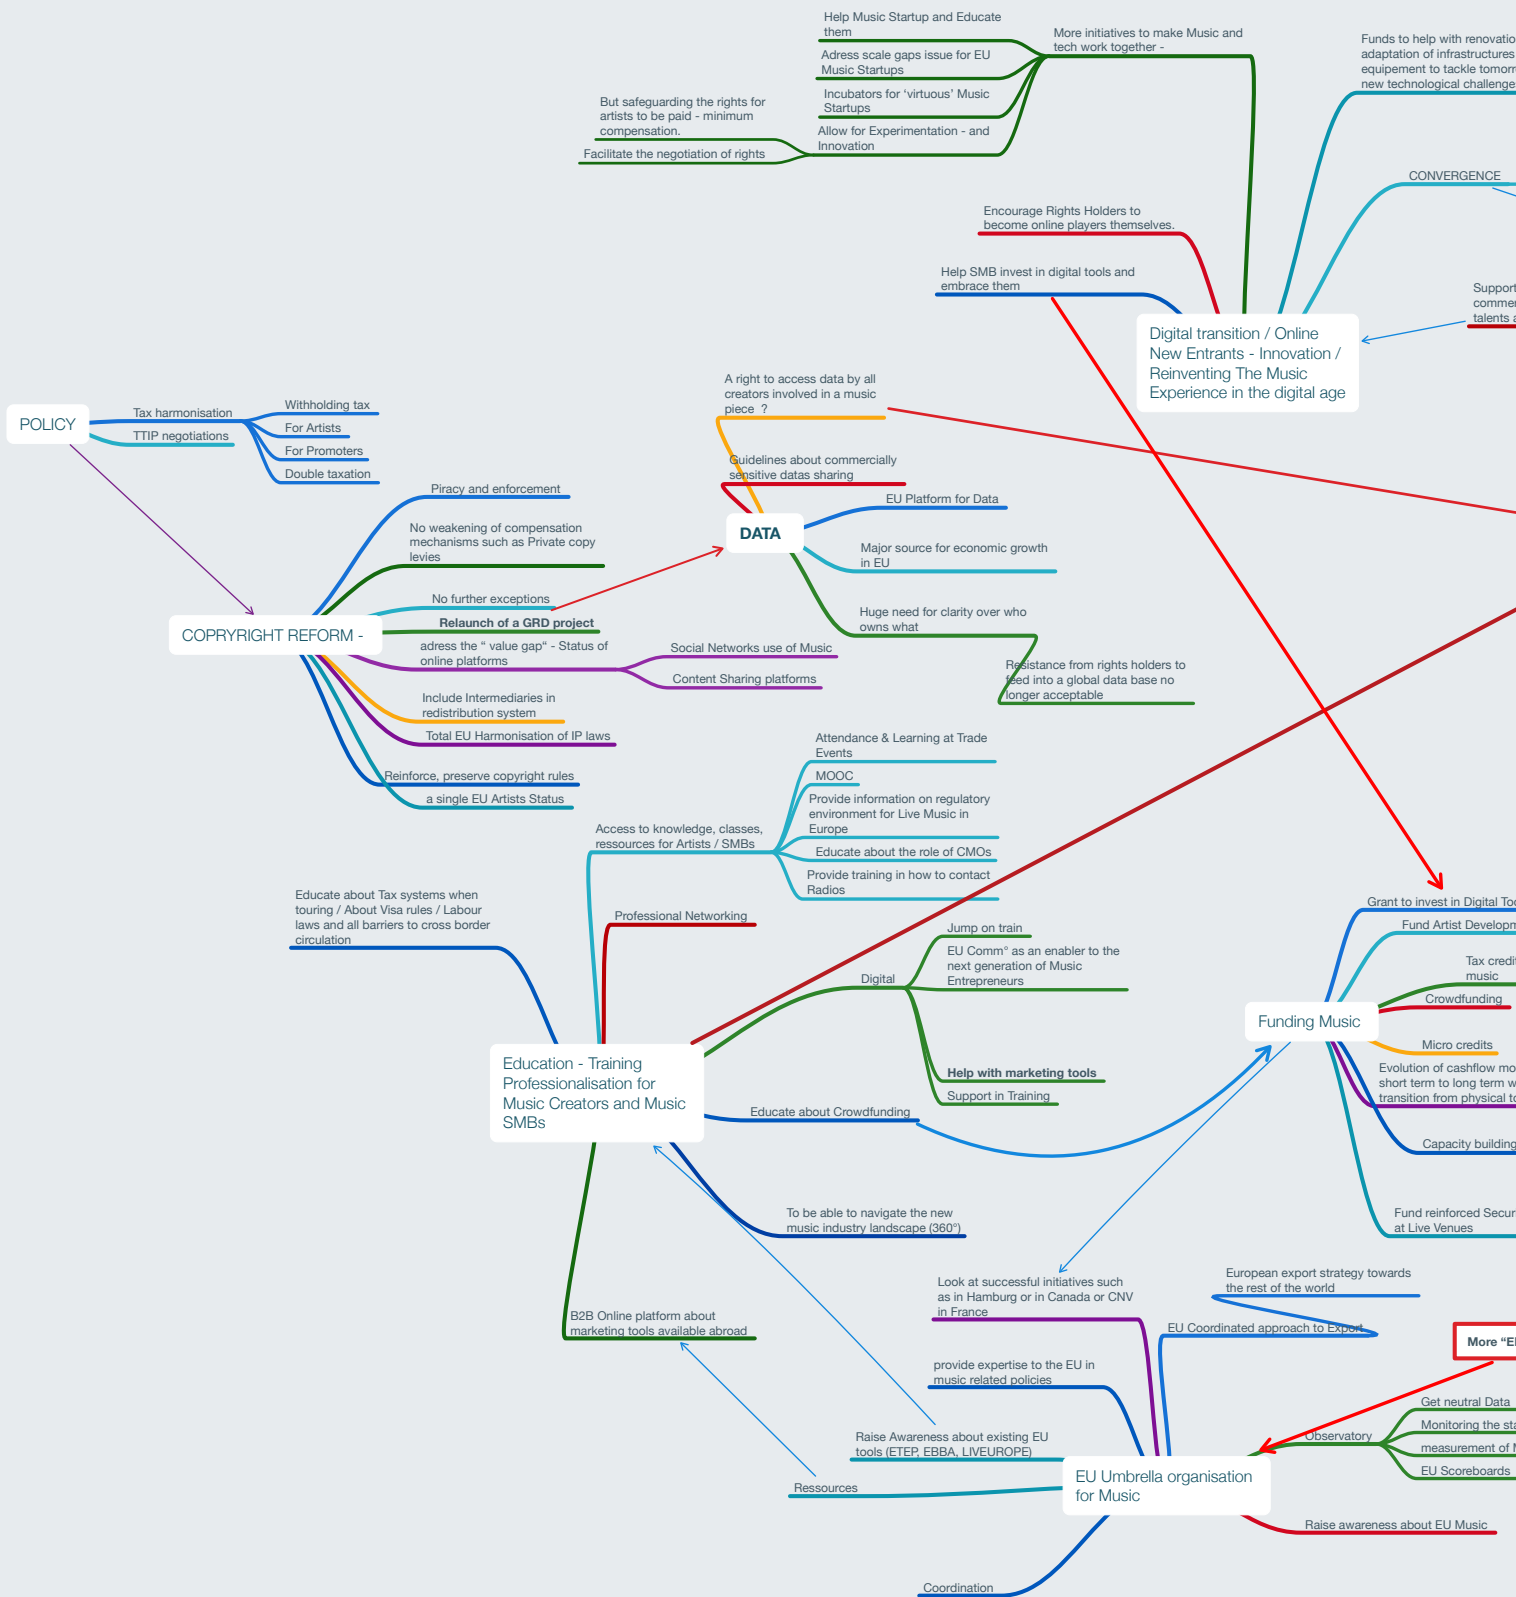 Help Music Startup and Educate
them
Adress scale gaps issue for EU
Music Startups
Incubators for ‘virtuous’ Music
Startups
Allow for Experimentation - and
Innovation
More initiatives to make Music and
tech work together -
But safeguarding the rights for
artists to be paid - minimum
compensation.
Facilitate the negotiation of rights
Funds to help with
adaptation of infrastructures
equipement to tackle
new technological
CONVERGENCE
Encourage Rights Holders to
become online players themselves.
Help SMB invest in digital tools and
embrace them
Support
talents
Digital transition / Online
New Entrants - Innovation /
Reinventing The Music
Experience in the digital age
POLICY
Tax harmonisation
TTIP negotiations
Withholding tax
For Artists
For Promoters
Double taxation
A right to access data by all
creators involved in a music
piece ?
Guidelines about commercially
sensitive datas sharing
DATA
EU Platform for Data
Major source for economic growth
in EU
Huge need for clarity over who
owns what
Resistance from rights holders to
feed into a global data base no
longer acceptable
COPRYRIGHT REFORM -
Piracy and enforcement
No weakening of compensation
mechanisms such as Private copy
levies
No further exceptions
Relaunch of a GRD project
adress the “ value gap“ - Status of
online platforms
Social Networks use of Music
Content Sharing platforms
Include Intermediaries in
redistribution system
Total EU Harmonisation of IP laws
Reinforce, preserve copyright rules
a single EU Artists Status
Attendance & Learning at Trade
Events
MOOC
Provide information on regulatory
environment for Live Music in
Europe
Educate about the role of CMOs
Provide training in how to contact
Radios
Access to knowledge, classes,
ressources for Artists / SMBs
Educate about Tax systems when
touring / About Visa rules / Labour
laws and all barriers to cross border
circulation
Professional Networking
Digital
Jump on train
EU Comm° as an enabler to the
next generation of Music
Entrepreneurs
Help with marketing tools
Support in Training
Education - Training
Professionalisation for
Music Creators and Music
SMBs
Educate about Crowdfunding
To be able to navigate the new
music industry landscape (360°)
B2B Online platform about
marketing tools available abroad
Grant to invest in Digital
Fund Artist
Tax
music
Crowdfunding
Funding Music
Micro credits
Evolution of cashflow
short term to long term
transition from physical
Capacity building
Fund reinforced
at Live Venues
Look at successful initiatives such
as in Hamburg or in Canada or CNV
in France
European export strategy towards
the rest of the world
EU Coordinated approach to Export
More
provide expertise to the EU in
music related policies
Raise Awareness about existing EU
tools (ETEP, EBBA, LIVEUROPE)
Ressources
EU Umbrella organisation
for Music
Observatory
Get neutral Data
Monitoring the
measurement of
EU Scoreboards
Raise awareness about EU Music
Coordination